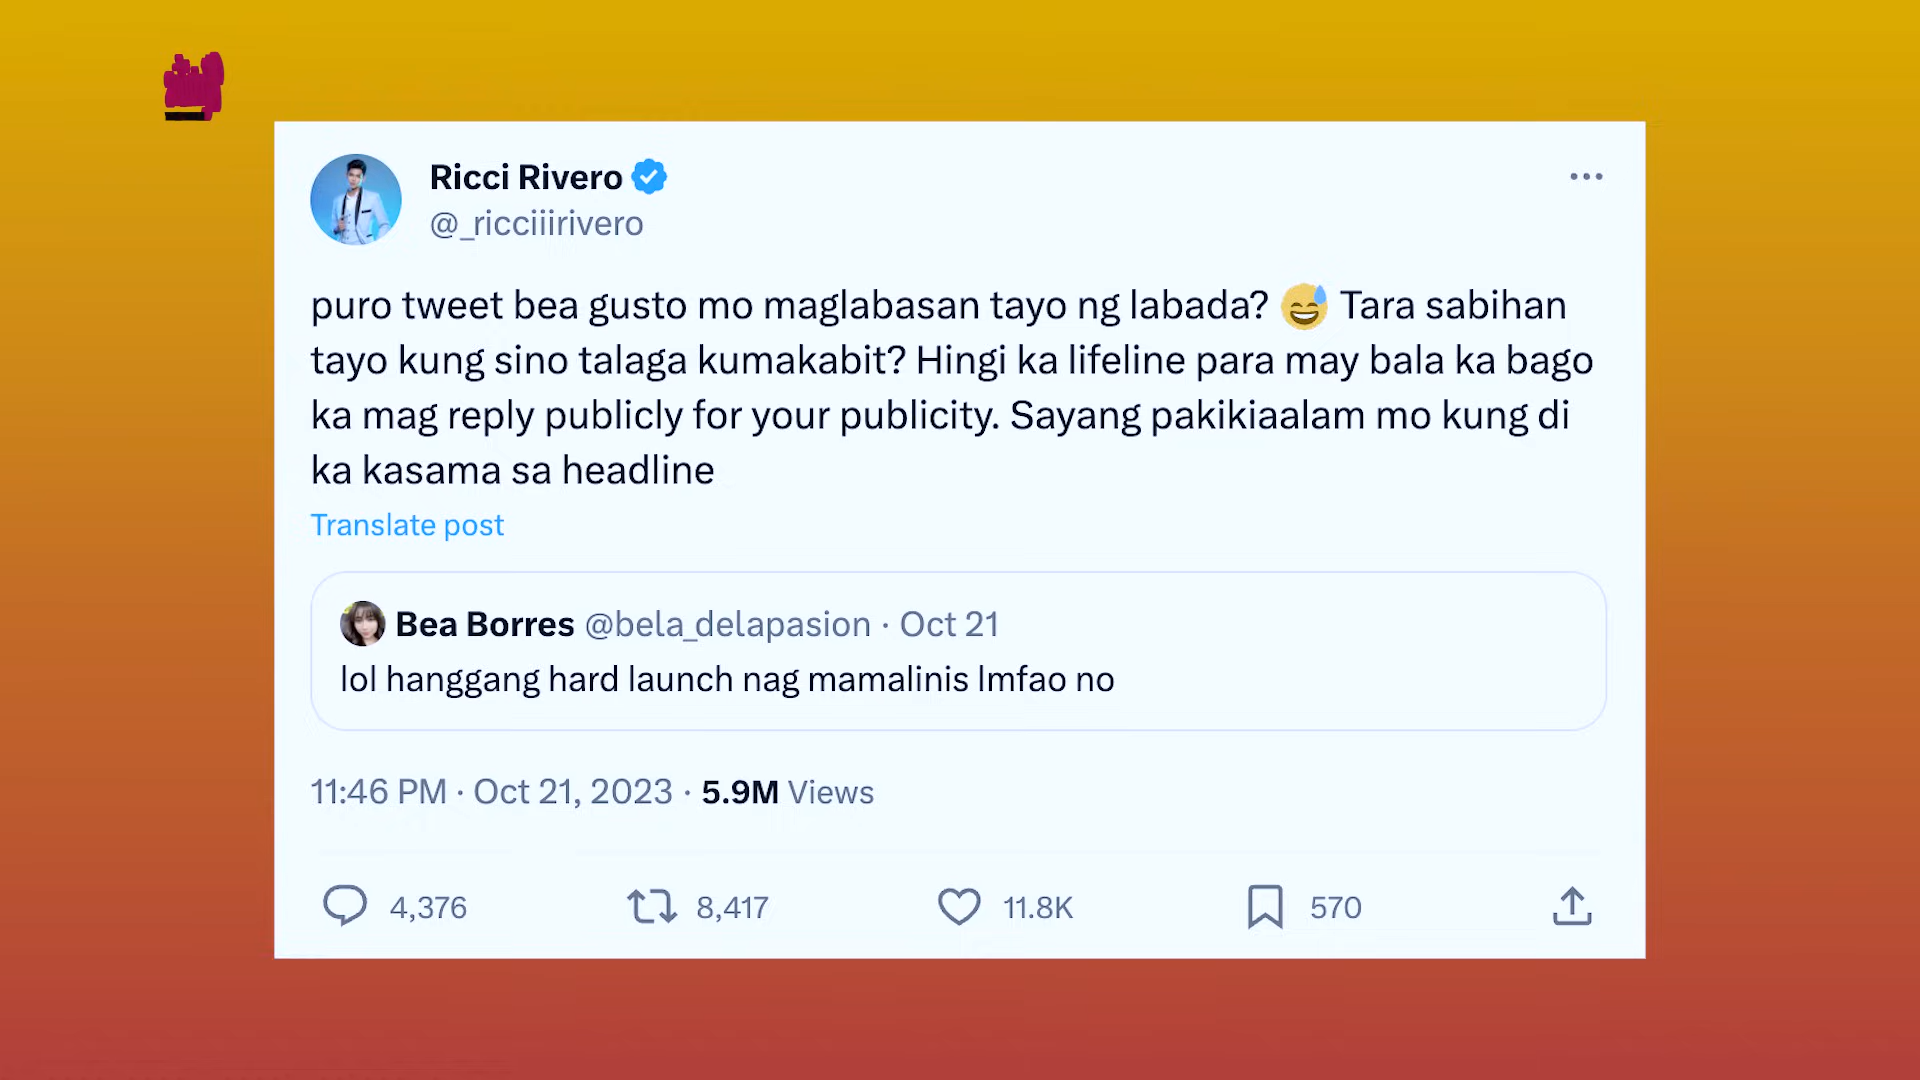 Ricci Rivero
@_ricciiirivero
puro tweet bea gusto mo maglabasan tayo ng labada? 😅 Tara sabihan
tayo kung sino talaga kumakabit? Hingi ka lifeline para may bala ka bago
ka mag reply publicly for your publicity. Sayang pakikiaalam mo kung di
ka kasama sa headline
Translate post
Bea Borres @bela_delapasion · Oct 21
lol hanggang hard launch nag mamalinis lmfao no
11:46 PM · Oct 21, 2023 · 5.9M Views
4,376 8,417 11.8K 570